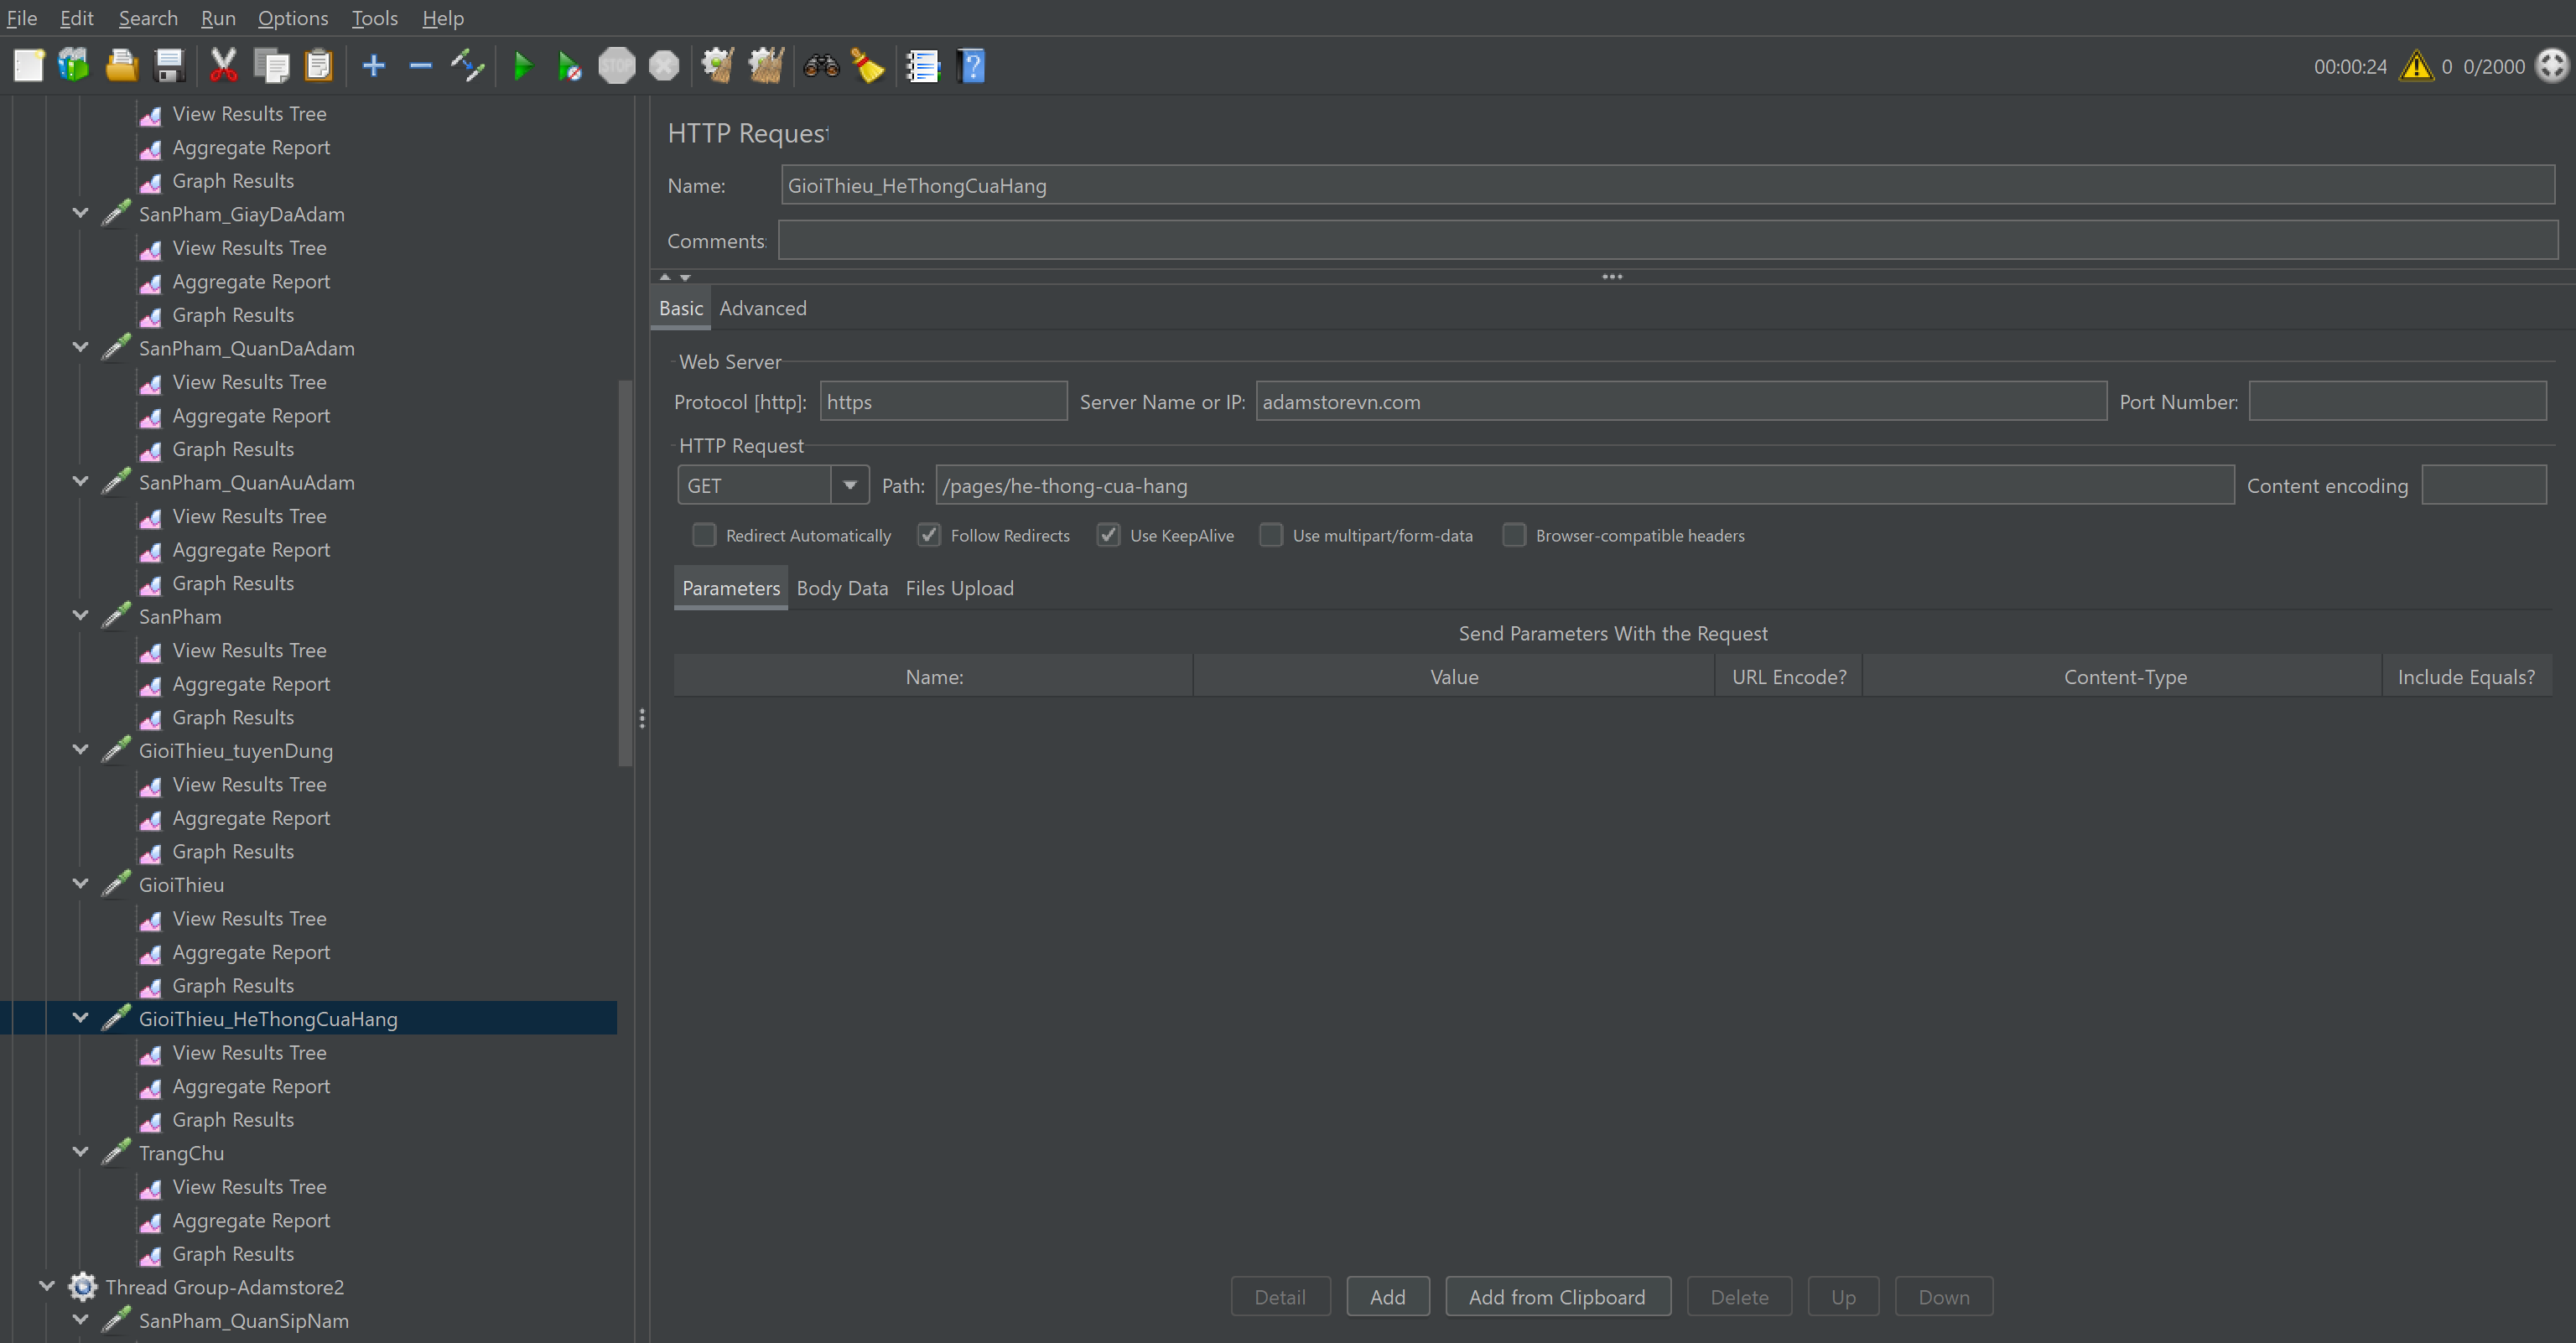 File Edit Search Run Options Tools Help
STOP
00:00:24 0 0/2000
View Results Tree
Aggregate Report
Graph Results
SanPham_GiayDaAdam
View Results Tree
Aggregate Report
Graph Results
SanPham_QuanDaAdam
View Results Tree
Aggregate Report
Graph Results
SanPham_QuanAuAdam
View Results Tree
Aggregate Report
Graph Results
SanPham
View Results Tree
Aggregate Report
Graph Results
GioiThieu_tuyenDung
View Results Tree
Aggregate Report
Graph Results
GioiThieu
View Results Tree
Aggregate Report
Graph Results
GioiThieu_HeThongCuaHang
View Results Tree
Aggregate Report
Graph Results
TrangChu
View Results Tree
Aggregate Report
Graph Results
Thread Group-Adamstore2
SanPham_QuanSipNam
HTTP Request
Name: GioiThieu_HeThongCuaHang
Comments:
Basic Advanced
Web Server
Protocol [http]: https Server Name or IP: adamstorevn.com Port Number:
HTTP Request
GET Path: /pages/he-thong-cua-hang Content encoding
Redirect Automatically Follow Redirects Use KeepAlive Use multipart/form-data Browser-compatible headers
Parameters Body Data Files Upload
Send Parameters With the Request
Name: Value URL Encode? Content-Type Include Equals?
Detail Add Add from Clipboard Delete Up Down